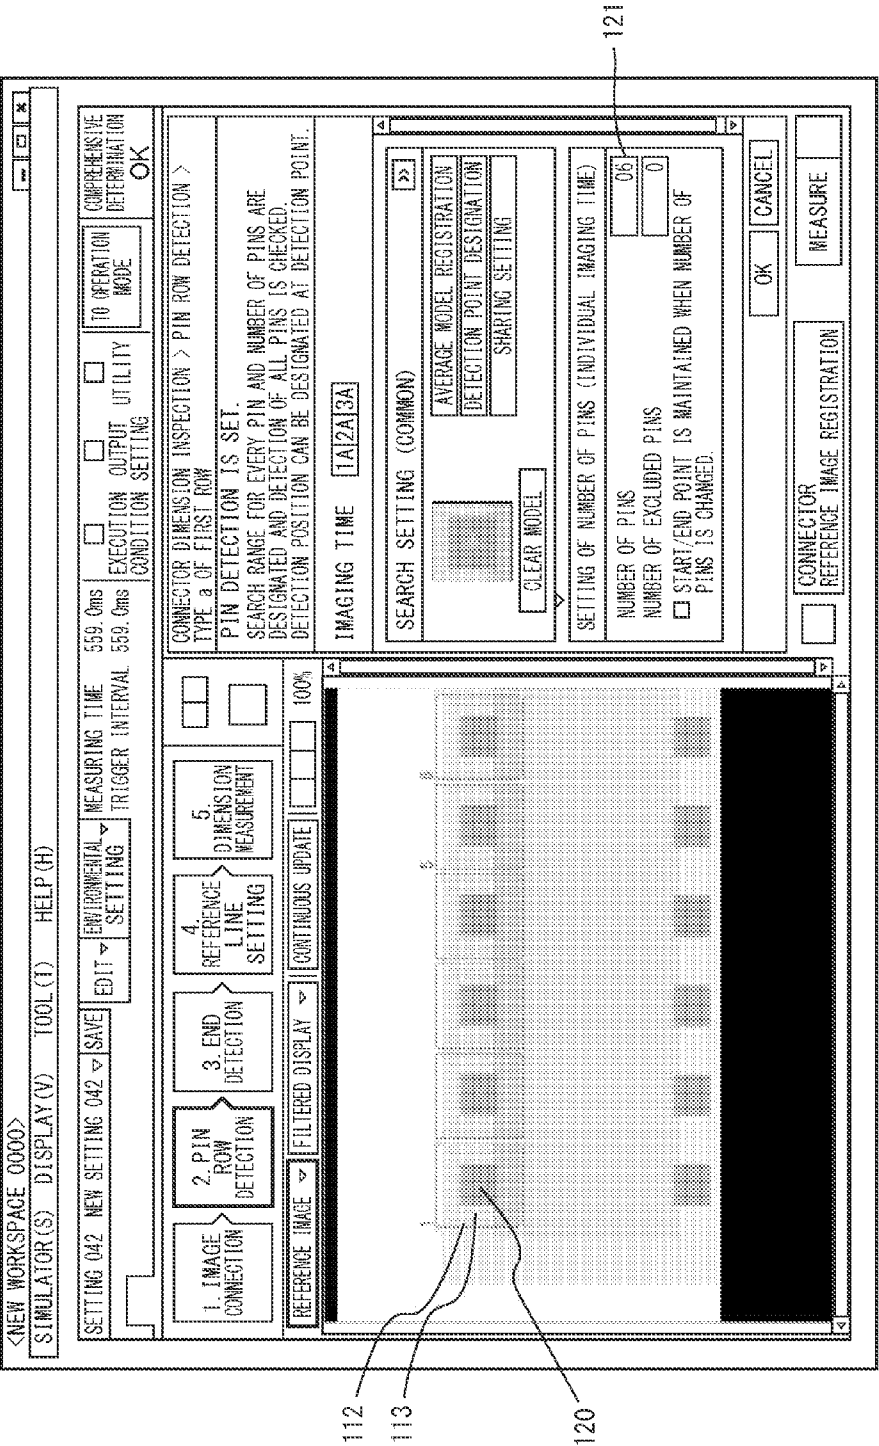 <NEW WORKSPACE 0000>
SIMULATOR(S) DISPLAY(V) TOOL(T) HELP(H)
SETTING 042 NEW SETTING 042 ▽ SAVE
EDIT ▽
ENVIRONMENTAL ▽
SETTING
MEASURING TIME 559.0ms
TRIGGER INTERVAL 559.0ms
EXECUTION OUTPUT UTILITY
CONDITION SETTING
TO OPERATION
MODE
COMPREHENSIVE
DETERMINATION
OK
1. IMAGE
CONNECTION
2. PIN
ROW
DETECTION
3. END
DETECTION
4.
REFERENCE
LINE
SETTING
5.
DIMENSION
MEASUREMENT
REFERENCE IMAGE ▽
FILTERED DISPLAY ▽
CONTINUOUS UPDATE
100%
1
5
6
CONNECTOR DIMENSION INSPECTION > PIN ROW DETECTION >
TYPE a OF FIRST ROW
PIN DETECTION IS SET.
SEARCH RANGE FOR EVERY PIN AND NUMBER OF PINS ARE
DESIGNATED AND DETECTION OF ALL PINS IS CHECKED.
DETECTION POSITION CAN BE DESIGNATED AT DETECTION POINT.
IMAGING TIME 1A 2A 3A
SEARCH SETTING (COMMON) >>
AVERAGE MODEL REGISTRATION
DETECTION POINT DESIGNATION
SHARING SETTING
CLEAR MODEL
SETTING OF NUMBER OF PINS (INDIVIDUAL IMAGING TIME)
NUMBER OF PINS 06
NUMBER OF EXCLUDED PINS 0
START/END POINT IS MAINTAINED WHEN NUMBER OF
PINS IS CHANGED.
OK CANCEL
CONNECTOR
REFERENCE IMAGE REGISTRATION
MEASURE
112
113
120
121